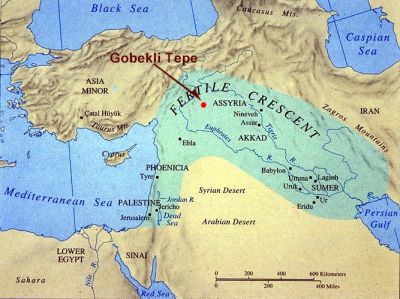 Black Sea
Caucasus Mts.
Caspian
Sea
Gobekli Tepe
ASIA
MINOR
FERTILE CRESCENT
ASSYRIA
Nineveh
Assur
Tigris
R.
IRAN
Zagros Mountains
Çatal Hüyük
Taurus Mts.
Ebla
Euphrates
R.
AKKAD
Cyprus
PHOENICIA
Tyre
Babylon
Umma
Lagash
Uruk
SUMER
Ur
Eridu
Mediterranean Sea
Syrian Desert
PALESTINE
Jordan R.
Jericho
Jerusalem
Dead
Sea
Arabian Desert
Persian
Gulf
LOWER
EGYPT
SINAI
Nile R.
Sahara
Red Sea
0 200 400 600 Kilometers
0 200 400 Miles